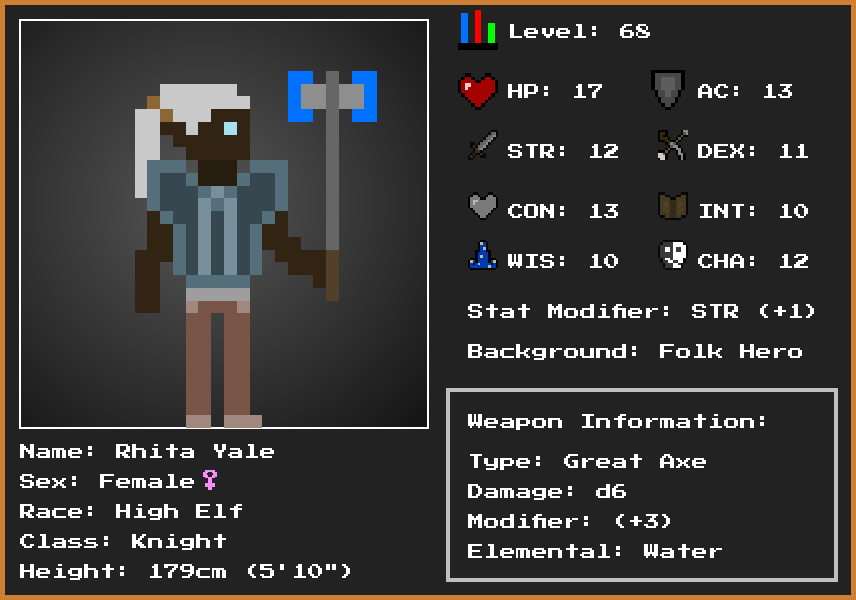 Level: 68
HP: 17
AC: 13
STR: 12
DEX: 11
CON: 13
INT: 10
WIS: 10
CHA: 12
Stat Modifier: STR (+1)
Background: Folk Hero
Weapon Information:
Type: Great Axe
Damage: d6
Modifier: (+3)
Elemental: Water
Name: Rhita Yale
Sex: Female♀
Race: High Elf
Class: Knight
Height: 179cm (5'10")